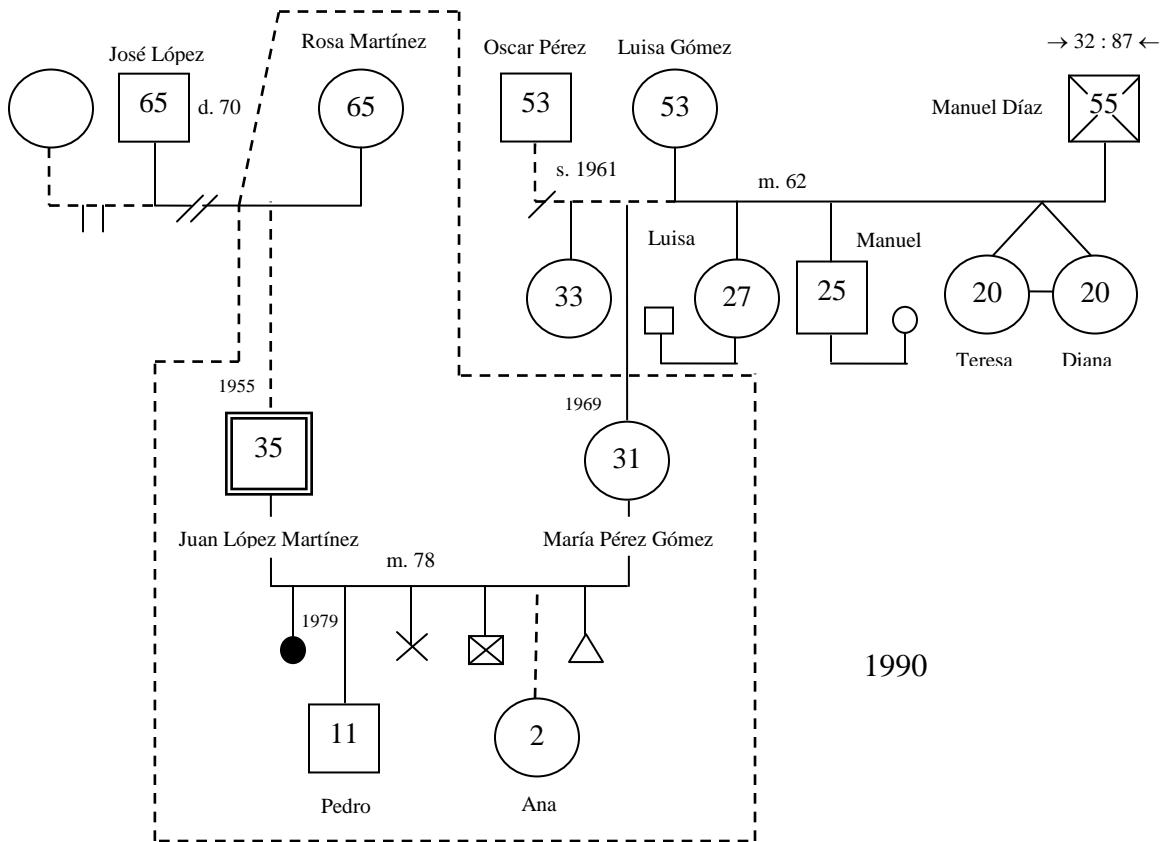 José López
Rosa Martínez
Oscar Pérez
Luisa Gómez
→ 32 : 87 ←
65
d. 70
65
53
53
Manuel Díaz
55
s. 1961
m. 62
Luisa
Manuel
33
27
25
20
20
Teresa
Diana
1955
1969
35
31
Juan López Martínez
María Pérez Gómez
m. 78
1979
1990
11
2
Pedro
Ana